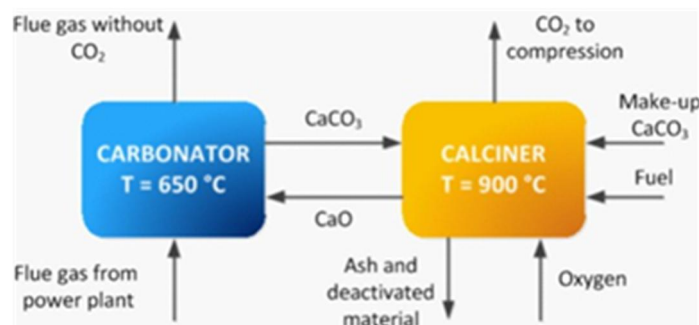 Flue gas without
CO₂
CO₂ to
compression
CARBONATOR
T = 650 °C
CaCO₃
CALCINER
T = 900 °C
Make-up
CaCO₃
Fuel
CaO
Flue gas from
power plant
Ash and
deactivated
material
Oxygen